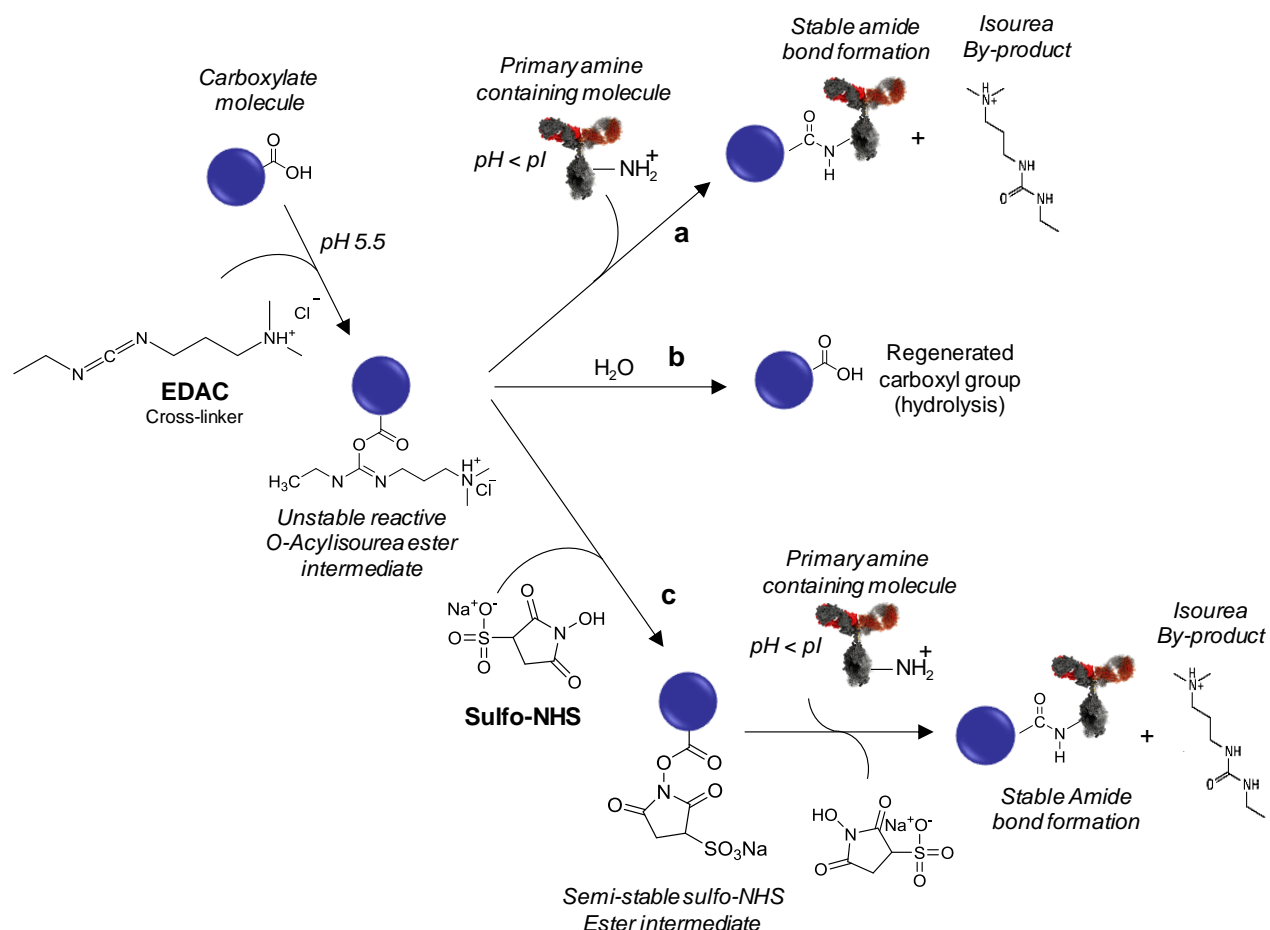 Stable amide
bond formation
Isourea
By-product
Carboxylate
molecule
Primary amine
containing molecule
pH < pI
NH2
+
O
OH
O
C
N
H
+
H
N
+
NH
O
NH
a
pH 5.5
Cl−
N
C
N
NH+
EDAC
Cross-linker
H2O
b
O
OH
Regenerated
carboxyl group
(hydrolysis)
O
O
H3C
N
N
H+
N
Cl−
Unstable reactive
O-Acylisourea ester
intermediate
c
Na+O-
O
S
O
O
N
OH
O
Sulfo-NHS
Primary amine
containing molecule
pH < pI
NH2
+
Isourea
By-product
O
O
N
O
O
SO3Na
O
C
N
H
+
H
N
+
NH
O
NH
Stable Amide
bond formation
HO
N
O
O
Na+O-
S
O
O
Semi-stable sulfo-NHS
Ester intermediate